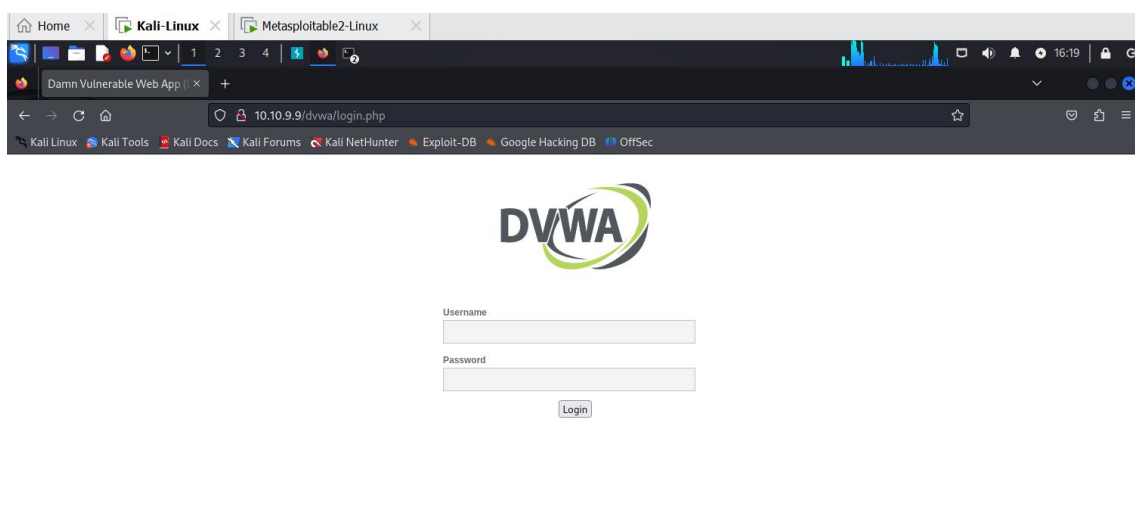 Home Kali-Linux Metasploitable2-Linux
1 2 3 4 2 16:19 G
Damn Vulnerable Web App (
10.10.9.9/dvwa/login.php
Kali Linux Kali Tools Kali Docs Kali Forums Kali NetHunter Exploit-DB Google Hacking DB OffSec
DVWA
Username
Password
Login